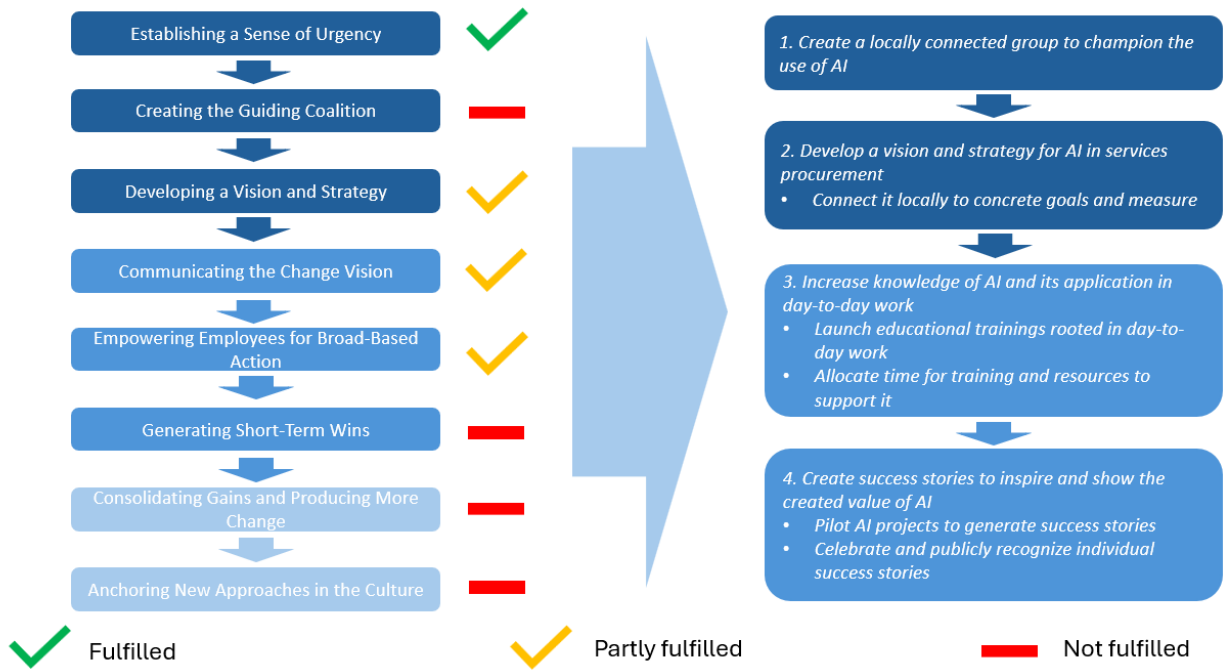 Establishing a Sense of Urgency
Creating the Guiding Coalition
Developing a Vision and Strategy
Communicating the Change Vision
Empowering Employees for Broad-Based
Action
Generating Short-Term Wins
Consolidating Gains and Producing More
Change
Anchoring New Approaches in the Culture
1. Create a locally connected group to champion the
use of AI
2. Develop a vision and strategy for AI in services
procurement
• Connect it locally to concrete goals and measure
3. Increase knowledge of AI and its application in
day-to-day work
• Launch educational trainings rooted in day-to-
day work
• Allocate time for training and resources to
support it
4. Create success stories to inspire and show the
created value of AI
• Pilot AI projects to generate success stories
• Celebrate and publicly recognize individual
success stories
Fulfilled
Partly fulfilled
Not fulfilled